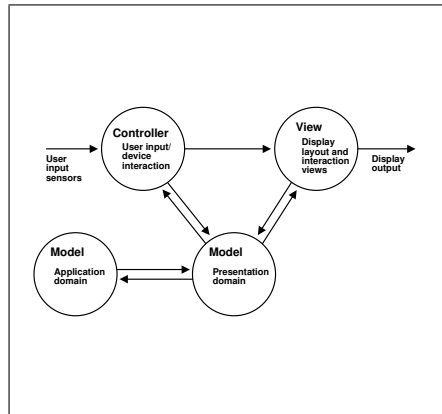 Controller
User input/
device
interaction
View
Display
layout and
interaction
views
User
input
sensors
Display
output
Model
Application
domain
Model
Presentation
domain